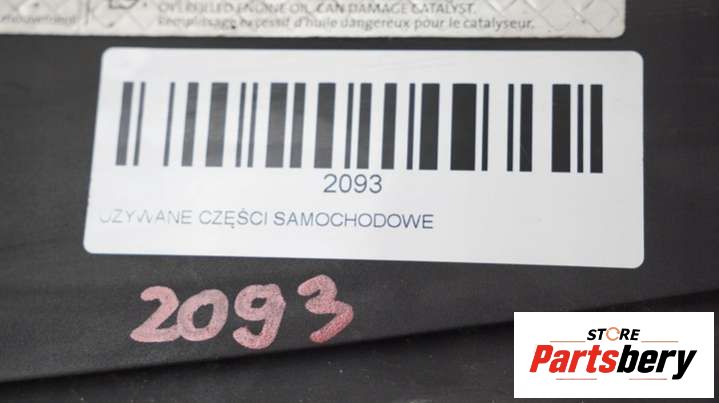 OVERFILLED ENGINE OIL, CAN DAMAGE CATALYST.
Remplissage excessif d'huile dangereux pour le catalyseur.
2093
UŻYWANE CZĘŚCI SAMOCHODOWE
2093
STORE
Partsbery